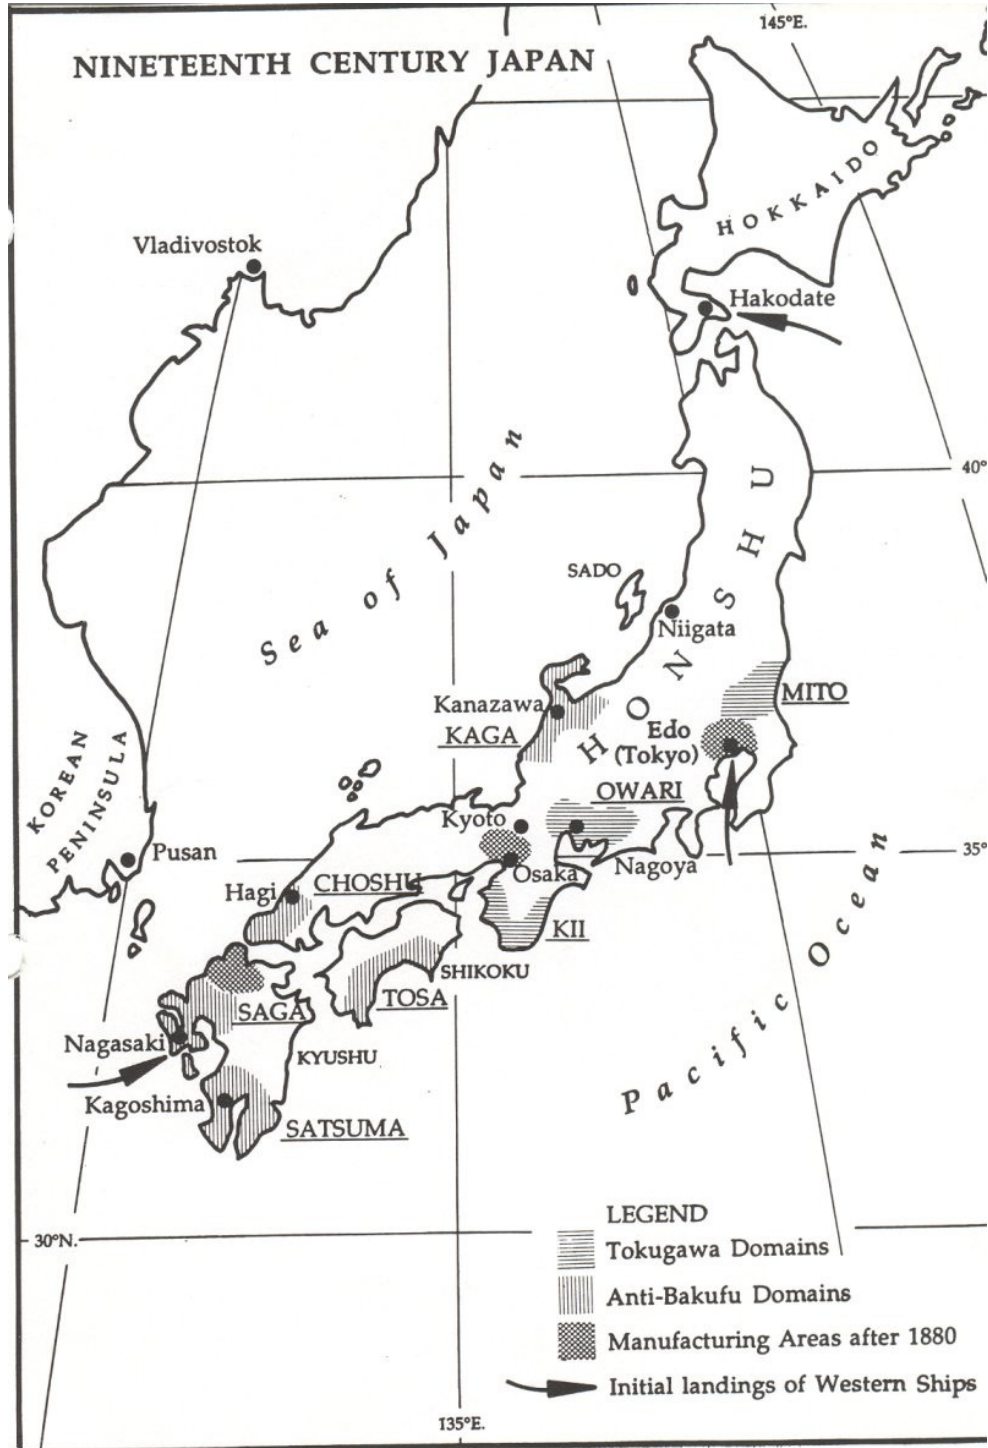 145°E.
NINETEENTH CENTURY JAPAN
HOKKAIDO
Vladivostok
Hakodate
Sea of Japan
40°
HONSHU
SADO
Niigata
Kanazawa
KAGA
MITO
Edo
(Tokyo)
KOREAN
PENINSULA
OWARI
Kyoto
Pusan
Osaka
Nagoya
35°
Hagi
CHOSHU
KII
Pacific Ocean
SHIKOKU
TOSA
SAGA
Nagasaki
KYUSHU
Kagoshima
SATSUMA
30°N.
LEGEND
Tokugawa Domains
Anti-Bakufu Domains
Manufacturing Areas after 1880
Initial landings of Western Ships
135°E.